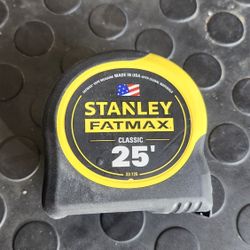 MADE IN USA
STANLEY
FATMAX
CLASSIC
25'